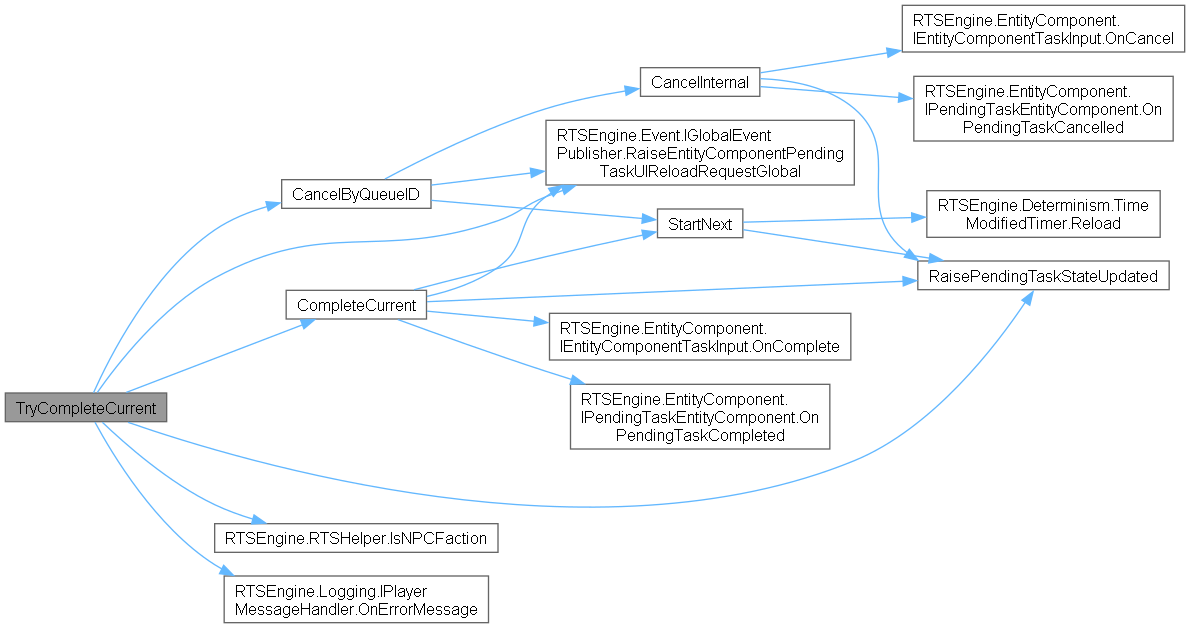 RTSEngine.EntityComponent.
IEntityComponentTaskInput.OnCancel
CancelInternal
RTSEngine.EntityComponent.
IPendingTaskEntityComponent.On
PendingTaskCancelled
RTSEngine.Event.IGlobalEvent
Publisher.RaiseEntityComponentPending
TaskUIReloadRequestGlobal
CancelByQueueID
StartNext
RTSEngine.Determinism.Time
ModifiedTimer.Reload
RaisePendingTaskStateUpdated
CompleteCurrent
RTSEngine.EntityComponent.
IEntityComponentTaskInput.OnComplete
RTSEngine.EntityComponent.
IPendingTaskEntityComponent.On
PendingTaskCompleted
TryCompleteCurrent
RTSEngine.RTSHelper.IsNPCFaction
RTSEngine.Logging.IPlayer
MessageHandler.OnErrorMessage